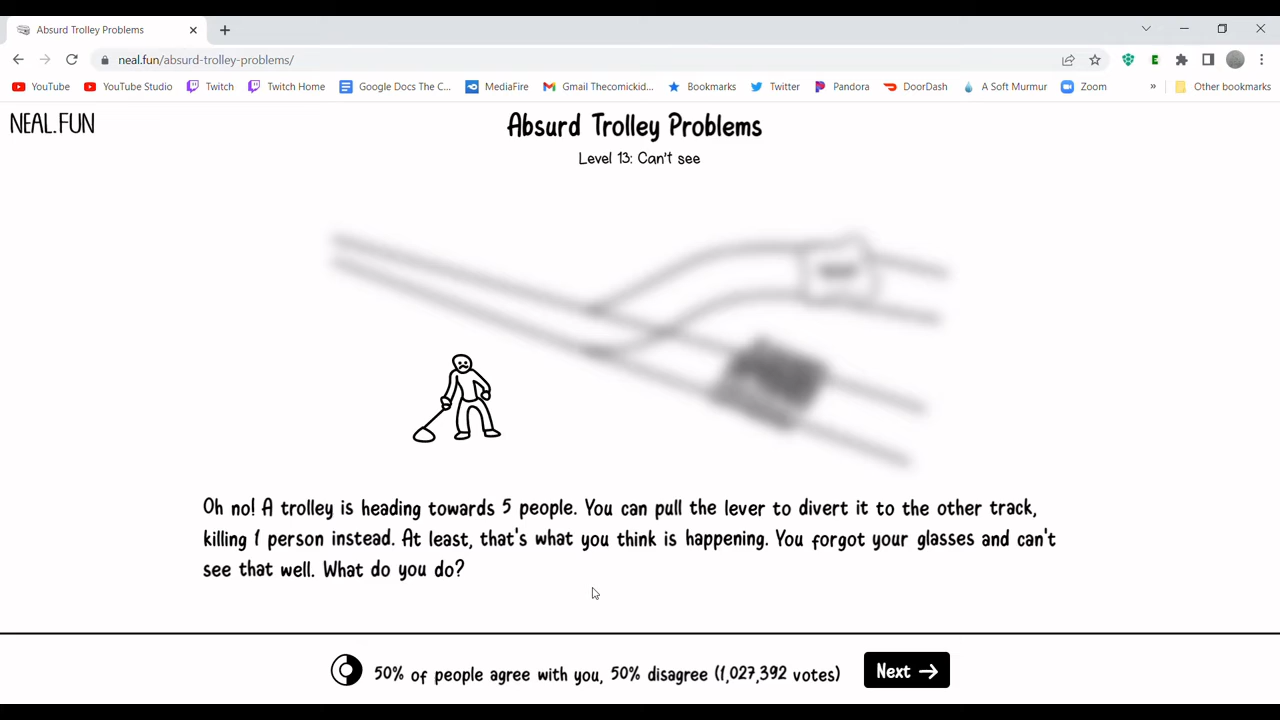 Absurd Trolley Problems
neal.fun/absurd-trolley-problems/
YouTube YouTube Studio Twitch Twitch Home Google Docs The C... MediaFire Gmail Thecomickid... Bookmarks Twitter Pandora DoorDash A Soft Murmur Zoom » Other bookmarks
NEAL.FUN
Absurd Trolley Problems
Level 13: Can't see
Oh no! A trolley is heading towards 5 people. You can pull the lever to divert it to the other track,
killing 1 person instead. At least, that's what you think is happening. You forgot your glasses and can't
see that well. What do you do?
50% of people agree with you, 50% disagree (1,027,392 votes)
Next →